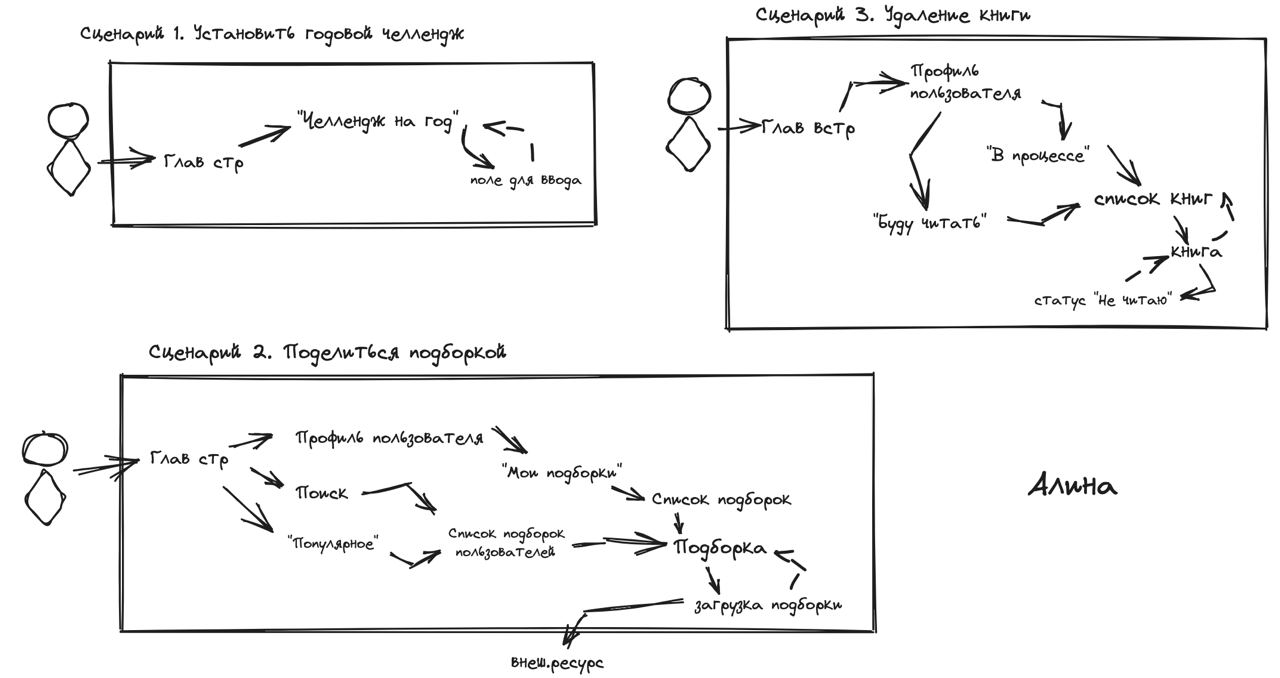 Сценарий 1. Установить годовой челлендж
"Челлендж на год"
Глав стр
поле для ввода
Сценарий 3. Удаление книги
Профиль
пользователя
Глав встр
"В процессе"
список книг
"Буду читать"
книга
статус "Не читаю"
Сценарий 2. Поделиться подборкой
Профиль пользователя
Глав стр
"Мои подборки"
Поиск
Список подборок
"Популярное"
Список подборок
пользователей
Подборка
загрузка подборки
внеш.ресурс
Алина